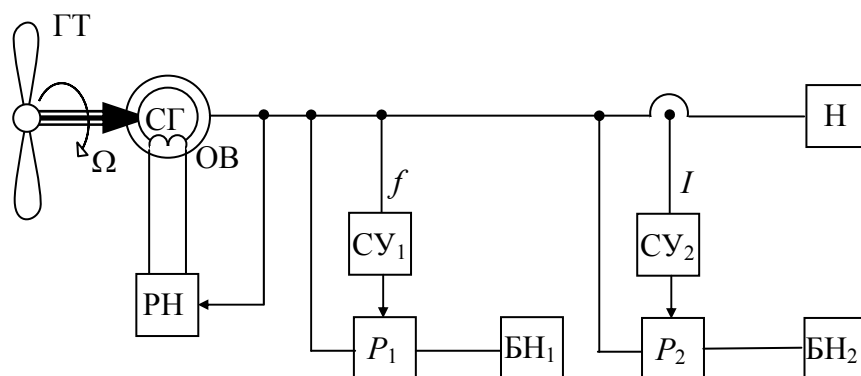 ГТ
СГ
Ω
ОВ
f
I
Н
СУ₁
СУ₂
РН
P₁
БН₁
P₂
БН₂